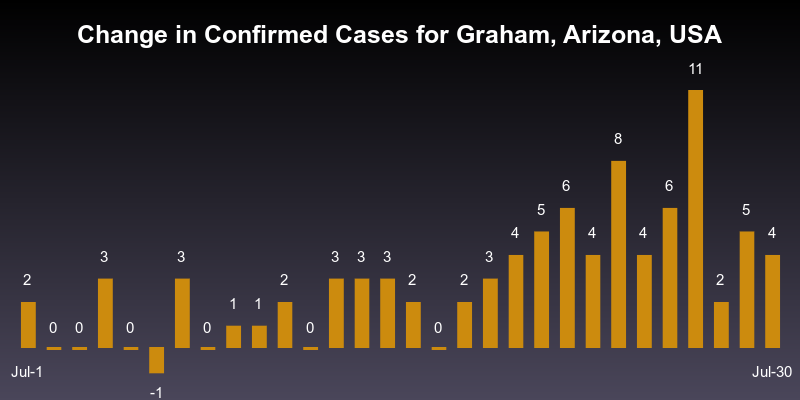 Change in Confirmed Cases for Graham, Arizona, USA
2 0 0 3 0 -1 3 0 1 1 2 0 3 3 3 2 0 2 3 4 5 6 4 8 4 6 11 2 5 4
Jul-1 Jul-30